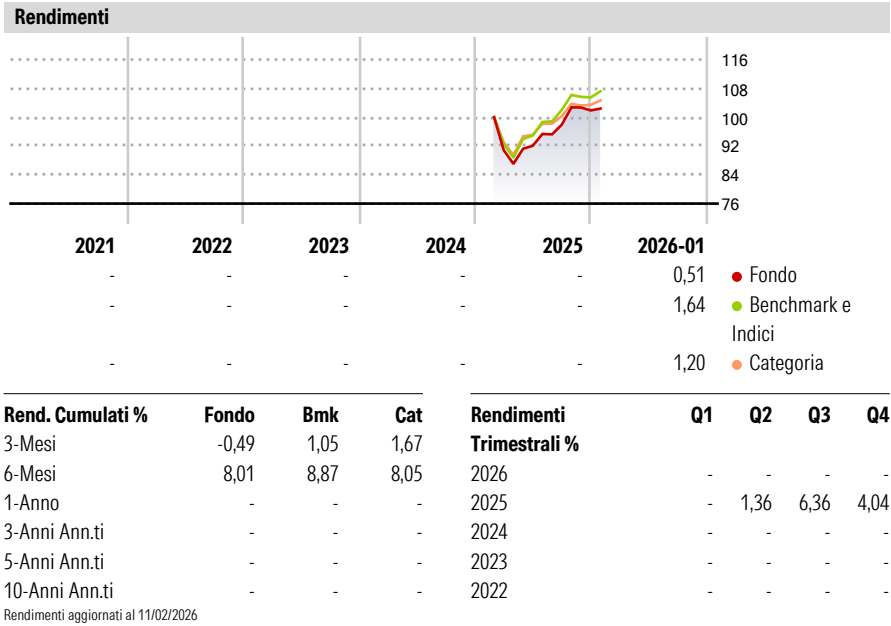 Rendimenti
116
108
100
92
84
76
2021 2022 2023 2024 2025 2026-01
- - - - - 0,51 Fondo
- - - - - 1,64 Benchmark e
Indici
- - - - - 1,20 Categoria
Rend. Cumulati % Fondo Bmk Cat
3-Mesi -0,49 1,05 1,67
6-Mesi 8,01 8,87 8,05
1-Anno - - -
3-Anni Ann.ti - - -
5-Anni Ann.ti - - -
10-Anni Ann.ti - - -
Rendimenti Q1 Q2 Q3 Q4
Trimestrali %
2026 - - - -
2025 - 1,36 6,36 4,04
2024 - - - -
2023 - - - -
2022 - - - -
Rendimenti aggiornati al 11/02/2026